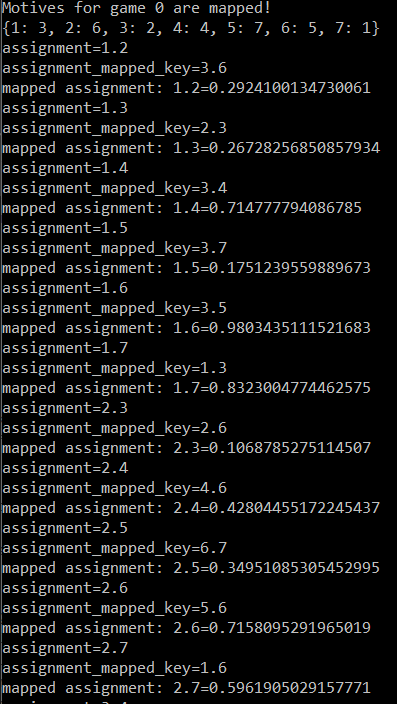 Motives for game 0 are mapped!
{1: 3, 2: 6, 3: 2, 4: 4, 5: 7, 6: 5, 7: 1}
assignment=1.2
assignment_mapped_key=3.6
mapped assignment: 1.2=0.2924100134730061
assignment=1.3
assignment_mapped_key=2.3
mapped assignment: 1.3=0.26728256850857934
assignment=1.4
assignment_mapped_key=3.4
mapped assignment: 1.4=0.714777794086785
assignment=1.5
assignment_mapped_key=3.7
mapped assignment: 1.5=0.1751239559889673
assignment=1.6
assignment_mapped_key=3.5
mapped assignment: 1.6=0.9803435111521683
assignment=1.7
assignment_mapped_key=1.3
mapped assignment: 1.7=0.8323004774462575
assignment=2.3
assignment_mapped_key=2.6
mapped assignment: 2.3=0.1068785275114507
assignment=2.4
assignment_mapped_key=4.6
mapped assignment: 2.4=0.42804455172245437
assignment=2.5
assignment_mapped_key=6.7
mapped assignment: 2.5=0.34951085305452995
assignment=2.6
assignment_mapped_key=5.6
mapped assignment: 2.6=0.7158095291965019
assignment=2.7
assignment_mapped_key=1.6
mapped assignment: 2.7=0.5961905029157771